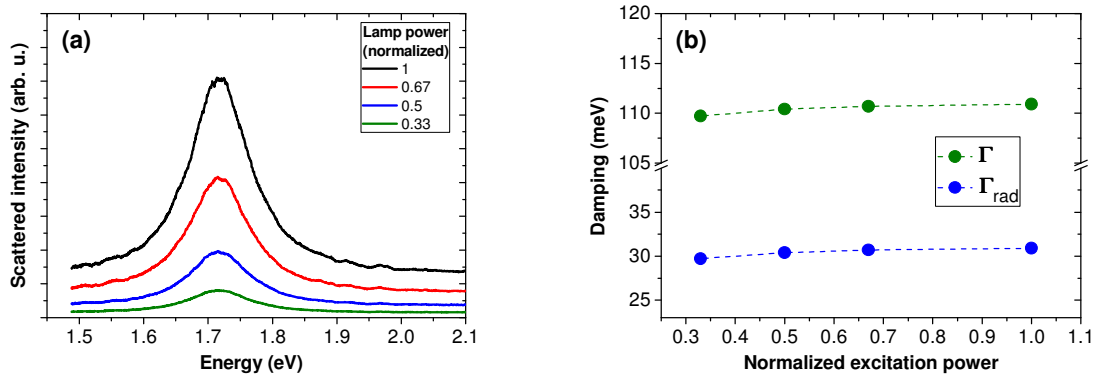 (a)
Lamp power
(normalized)
1
0.67
0.5
0.33
Scattered intensity (arb. u.)
1.5 1.6 1.7 1.8 1.9 2.0 2.1
Energy (eV)
(b)
120
115
110
105
35
30
25
Damping (meV)
Γ
Γrad
0.3 0.4 0.5 0.6 0.7 0.8 0.9 1.0 1.1
Normalized excitation power